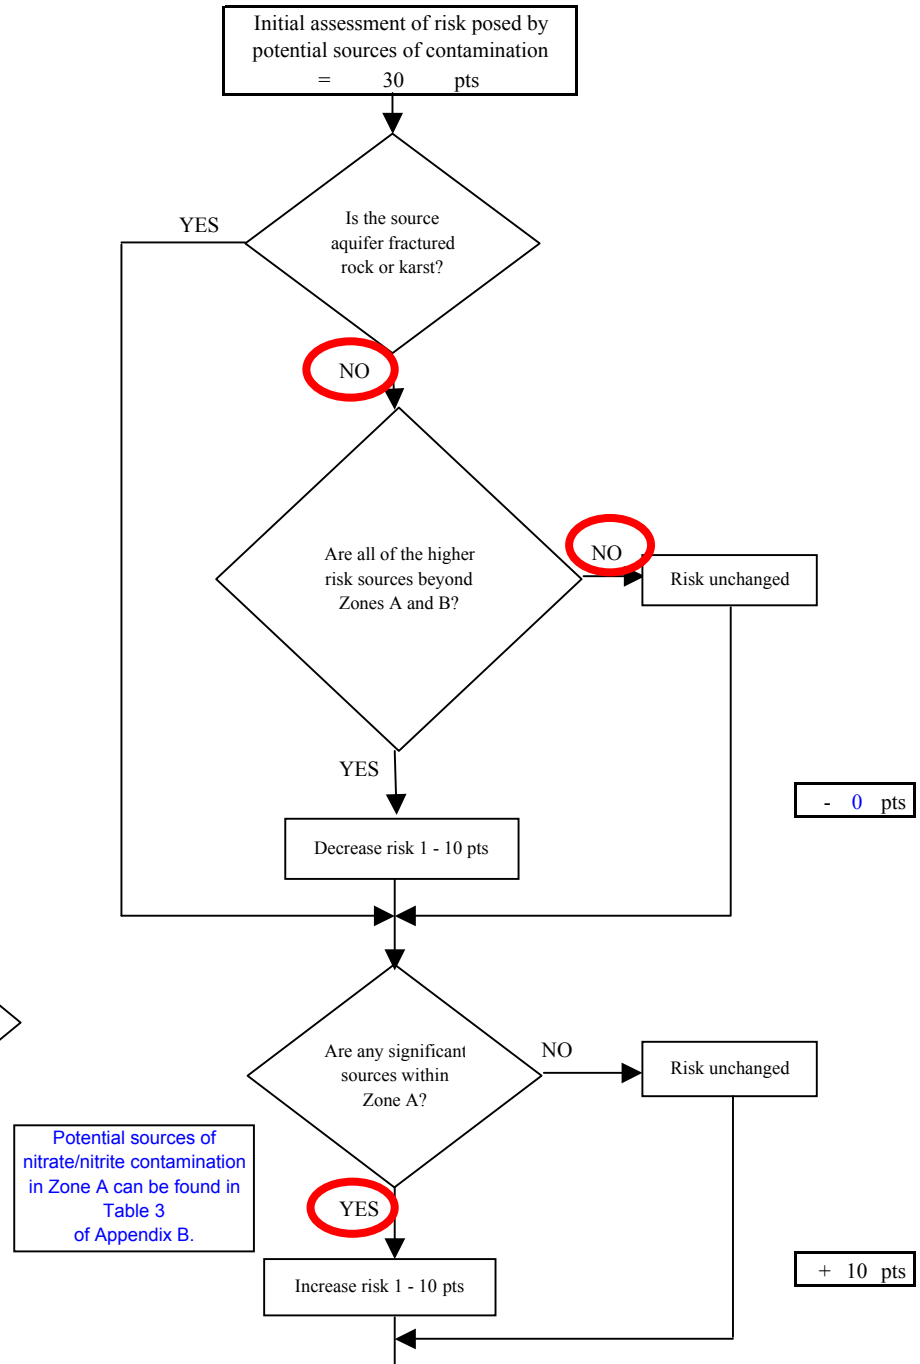 Initial assessment of risk posed by
potential sources of contamination
= 30 pts
YES
Is the source
aquifer fractured
rock or karst?
NO
Are all of the higher
risk sources beyond
Zones A and B?
NO
Risk unchanged
YES
- 0 pts
Decrease risk 1 - 10 pts
Are any significant
sources within
Zone A?
NO
Risk unchanged
Potential sources of
nitrate/nitrite contamination
in Zone A can be found in
Table 3
of Appendix B.
YES
+ 10 pts
Increase risk 1 - 10 pts